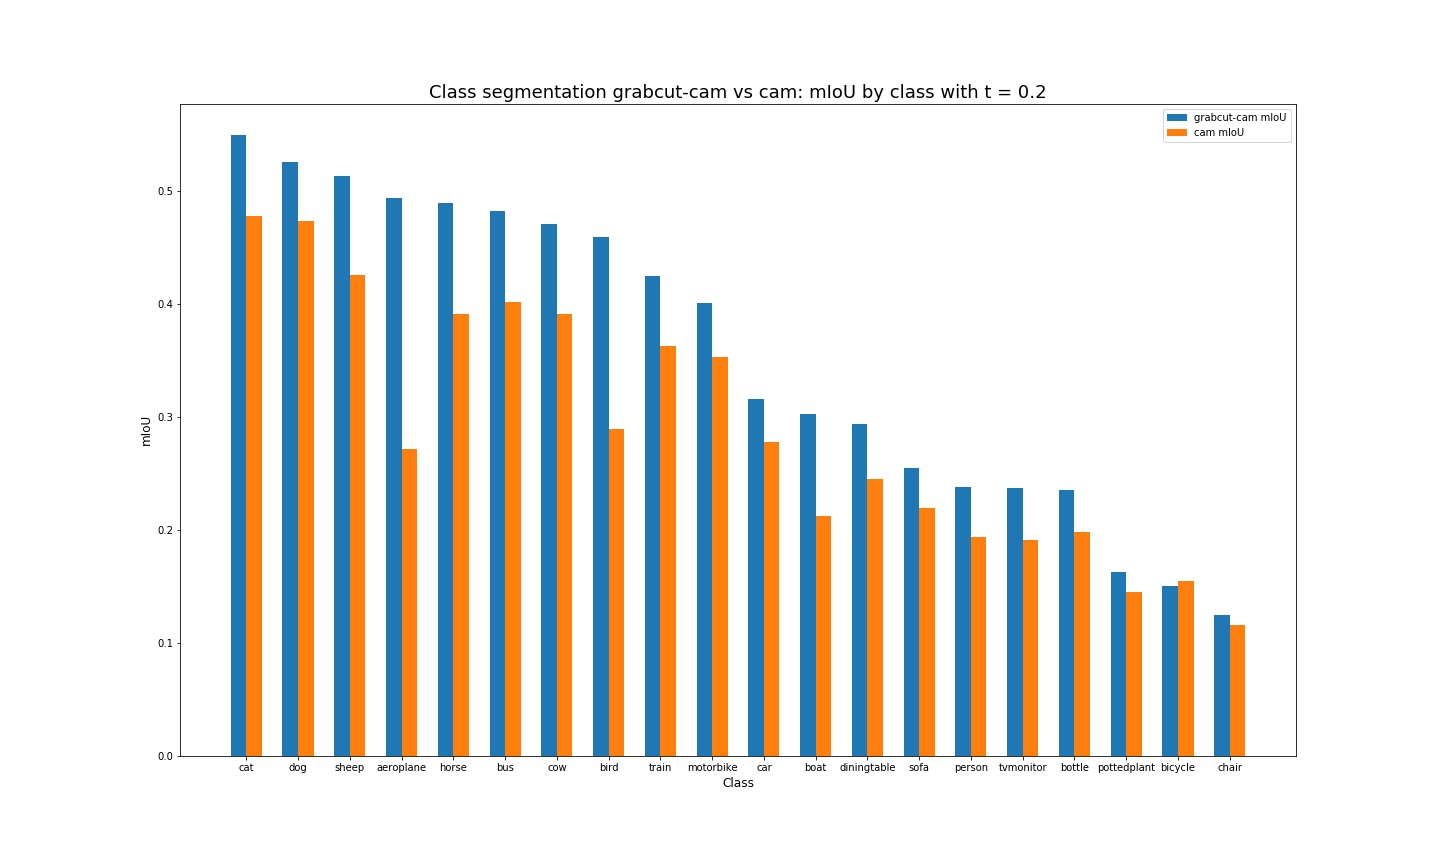 Class segmentation grabcut-cam vs cam: mIoU by class with t = 0.2
grabcut-cam mIoU
cam mIoU
0.5
0.4
0.3
0.2
0.1
0.0
mIoU
cat dog sheep aeroplane horse bus cow bird train motorbike car boat diningtable sofa person tvmonitor bottle pottedplant bicycle chair
Class